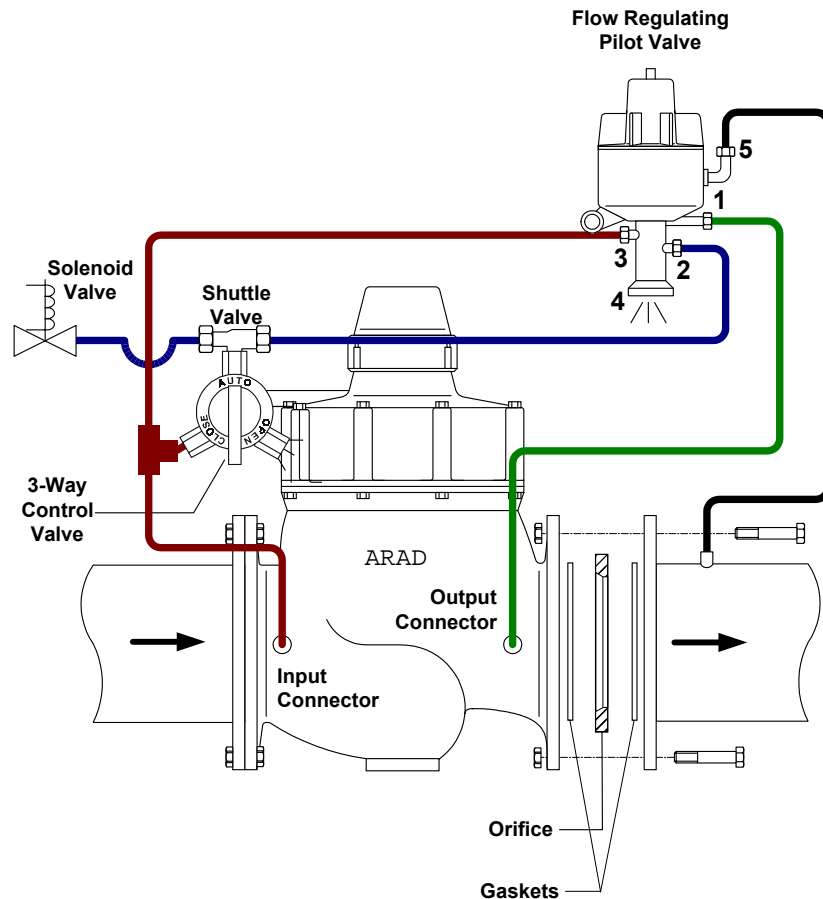 Flow Regulating
Pilot Valve
5
1
3
2
4
Solenoid
Valve
Shuttle
Valve
AUTO
CLOSE
OPEN
3-Way
Control
Valve
ARAD
Output
Connector
Input
Connector
Orifice
Gaskets